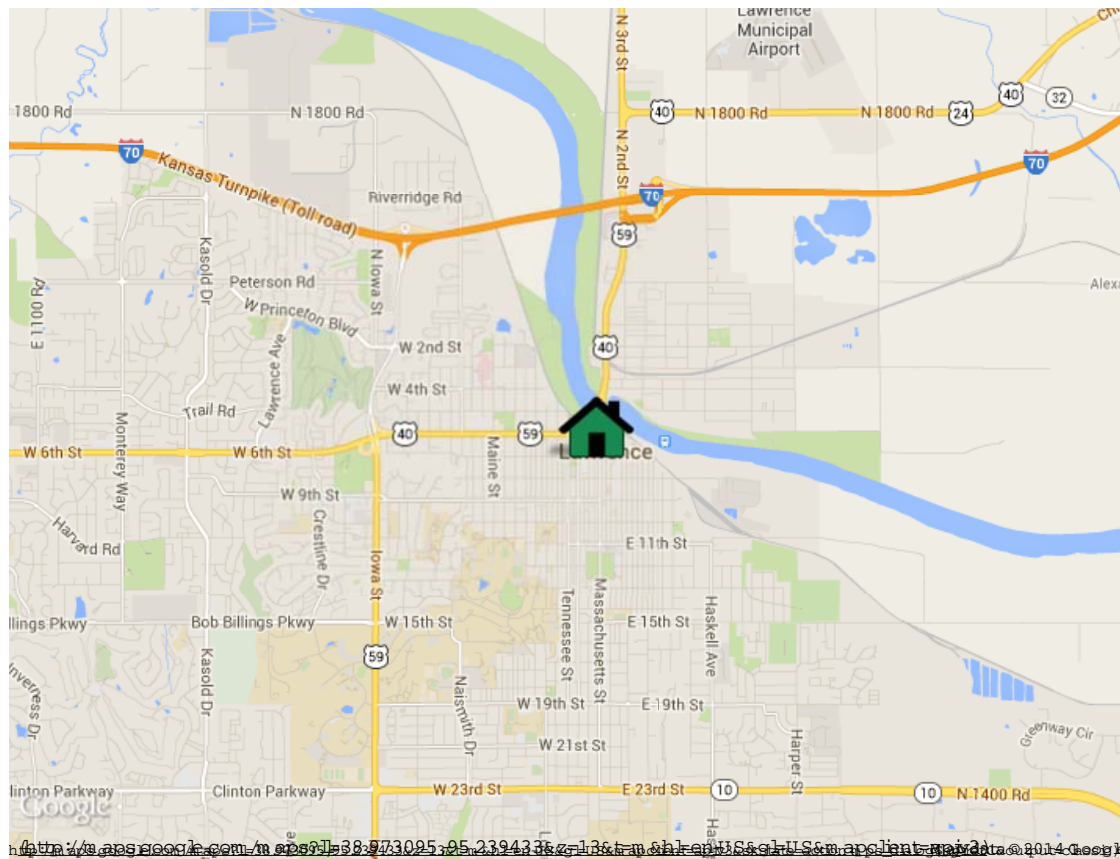 Lawrence
Municipal
Airport
N 3rd St
40
32
1800 Rd
N 1800 Rd
40
N 1800 Rd
N 1800 Rd
24
70
70
N 2nd St
Kansas Turnpike (Toll road)
70
Riverridge Rd
59
Kasold Dr
N Iowa St
Peterson Rd
E 1100 Rd
W Princeton Blvd
W 2nd St
40
Lawrence Ave
W 4th St
Trail Rd
Monterey Way
W 6th St
W 6th St
40
59
Maine St
Lawrence
W 9th St
Crestline Dr
Harvard Rd
E 11th St
Iowa St
Tennessee St
Massachusetts St
Haskell Ave
Bob Billings Pkwy
W 15th St
E 15th St
59
Kasold Dr
Inverness Dr
Naismith Dr
W 19th St
E 19th St
W 21st St
Harper St
Greenway Cir
Clinton Parkway
W 23rd St
E 23rd St
10
10
N 1400 Rd
Google